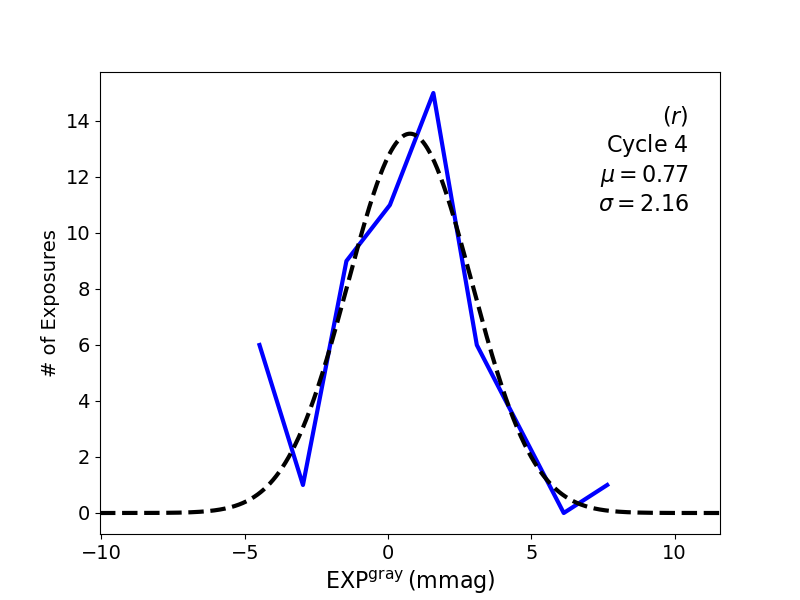 (r)
Cycle 4
μ = 0.77
σ = 2.16
# of Exposures
14
12
10
8
6
4
2
0
−10 −5 0 5 10
EXP^gray (mmag)